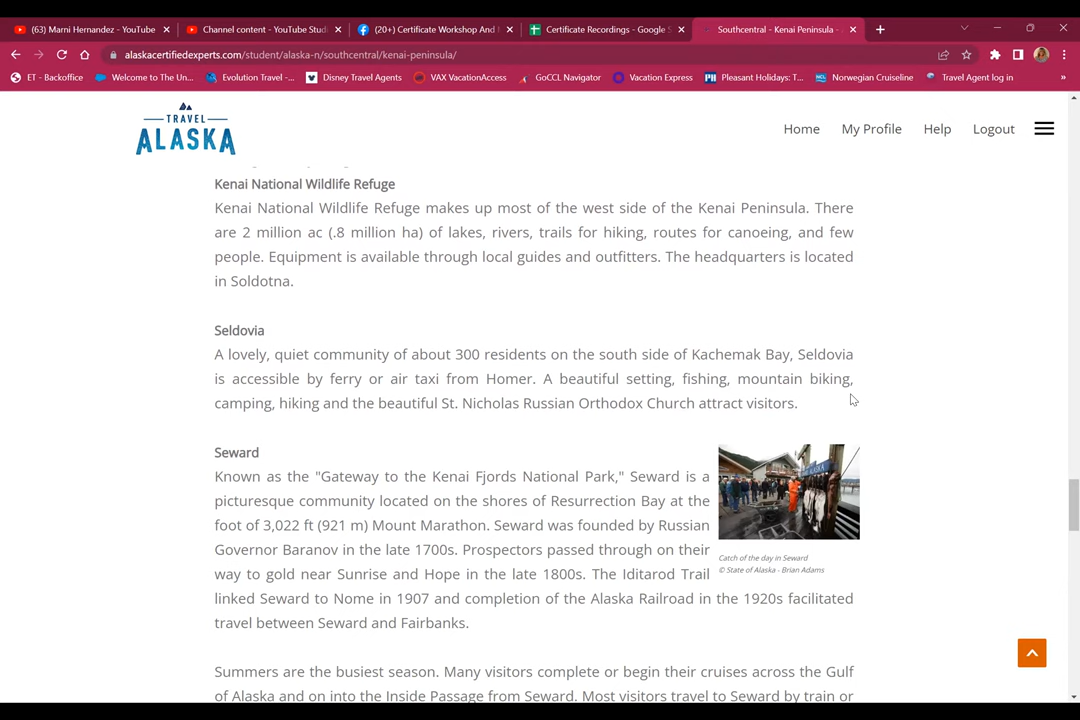 (63) Marni Hernandez - YouTube
Channel content - YouTube Studi
(20+) Certificate Workshop And H
Certificate Recordings - Google S
Southcentral - Kenai Peninsula -
alaskacertifiedexperts.com/student/alaska-n/southcentral/kenai-peninsula/
ET - Backoffice
Welcome to The Un...
Evolution Travel -...
Disney Travel Agents
VAX VacationAccess
GoCCL Navigator
Vacation Express
Pleasant Holidays: T...
Norwegian Cruiseline
Travel Agent log in
»
TRAVEL
ALASKA
Home
My Profile
Help
Logout
Kenai National Wildlife Refuge
Kenai National Wildlife Refuge makes up most of the west side of the Kenai Peninsula. There
are 2 million ac (.8 million ha) of lakes, rivers, trails for hiking, routes for canoeing, and few
people. Equipment is available through local guides and outfitters. The headquarters is located
in Soldotna.
Seldovia
A lovely, quiet community of about 300 residents on the south side of Kachemak Bay, Seldovia
is accessible by ferry or air taxi from Homer. A beautiful setting, fishing, mountain biking,
camping, hiking and the beautiful St. Nicholas Russian Orthodox Church attract visitors.
Seward
Known as the "Gateway to the Kenai Fjords National Park," Seward is a
picturesque community located on the shores of Resurrection Bay at the
foot of 3,022 ft (921 m) Mount Marathon. Seward was founded by Russian
Governor Baranov in the late 1700s. Prospectors passed through on their
way to gold near Sunrise and Hope in the late 1800s. The Iditarod Trail
linked Seward to Nome in 1907 and completion of the Alaska Railroad in the 1920s facilitated
travel between Seward and Fairbanks.
Catch of the day in Seward
© State of Alaska - Brian Adams
Summers are the busiest season. Many visitors complete or begin their cruises across the Gulf
of Alaska and on into the Inside Passage from Seward. Most visitors travel to Seward by train or